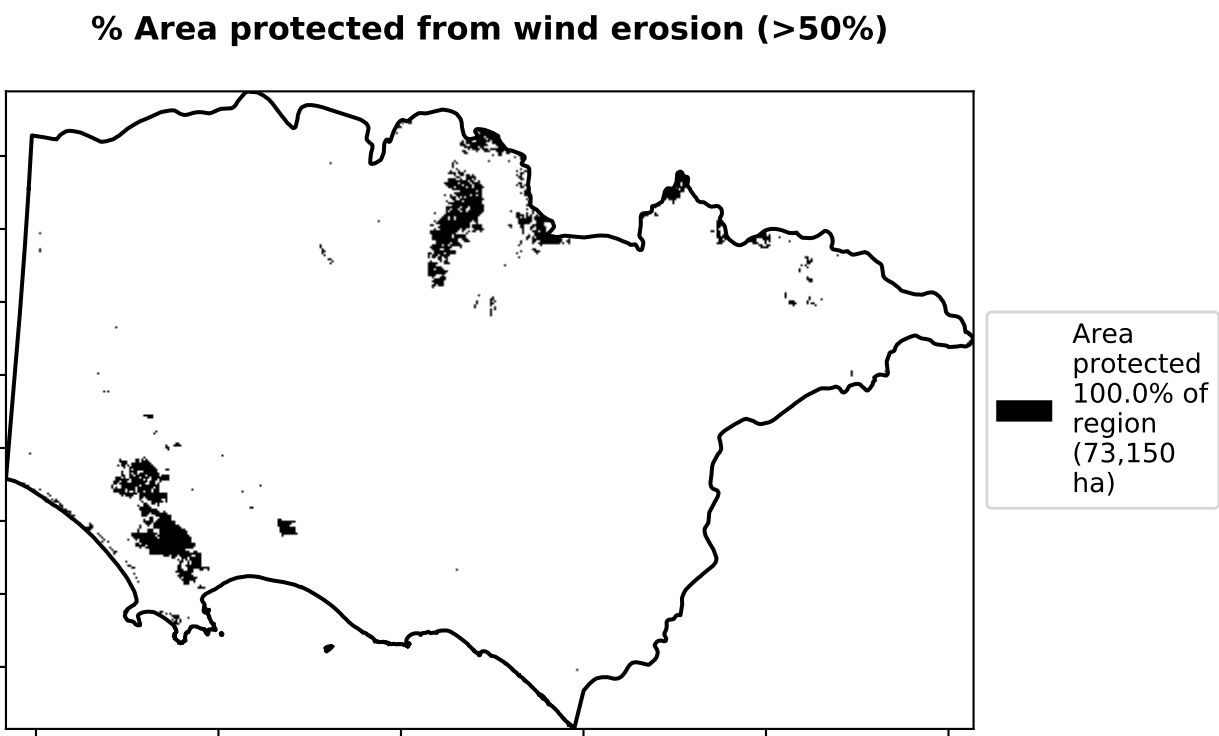 % Area protected from wind erosion (>50%)
Area
protected
100.0% of
region
(73,150
ha)